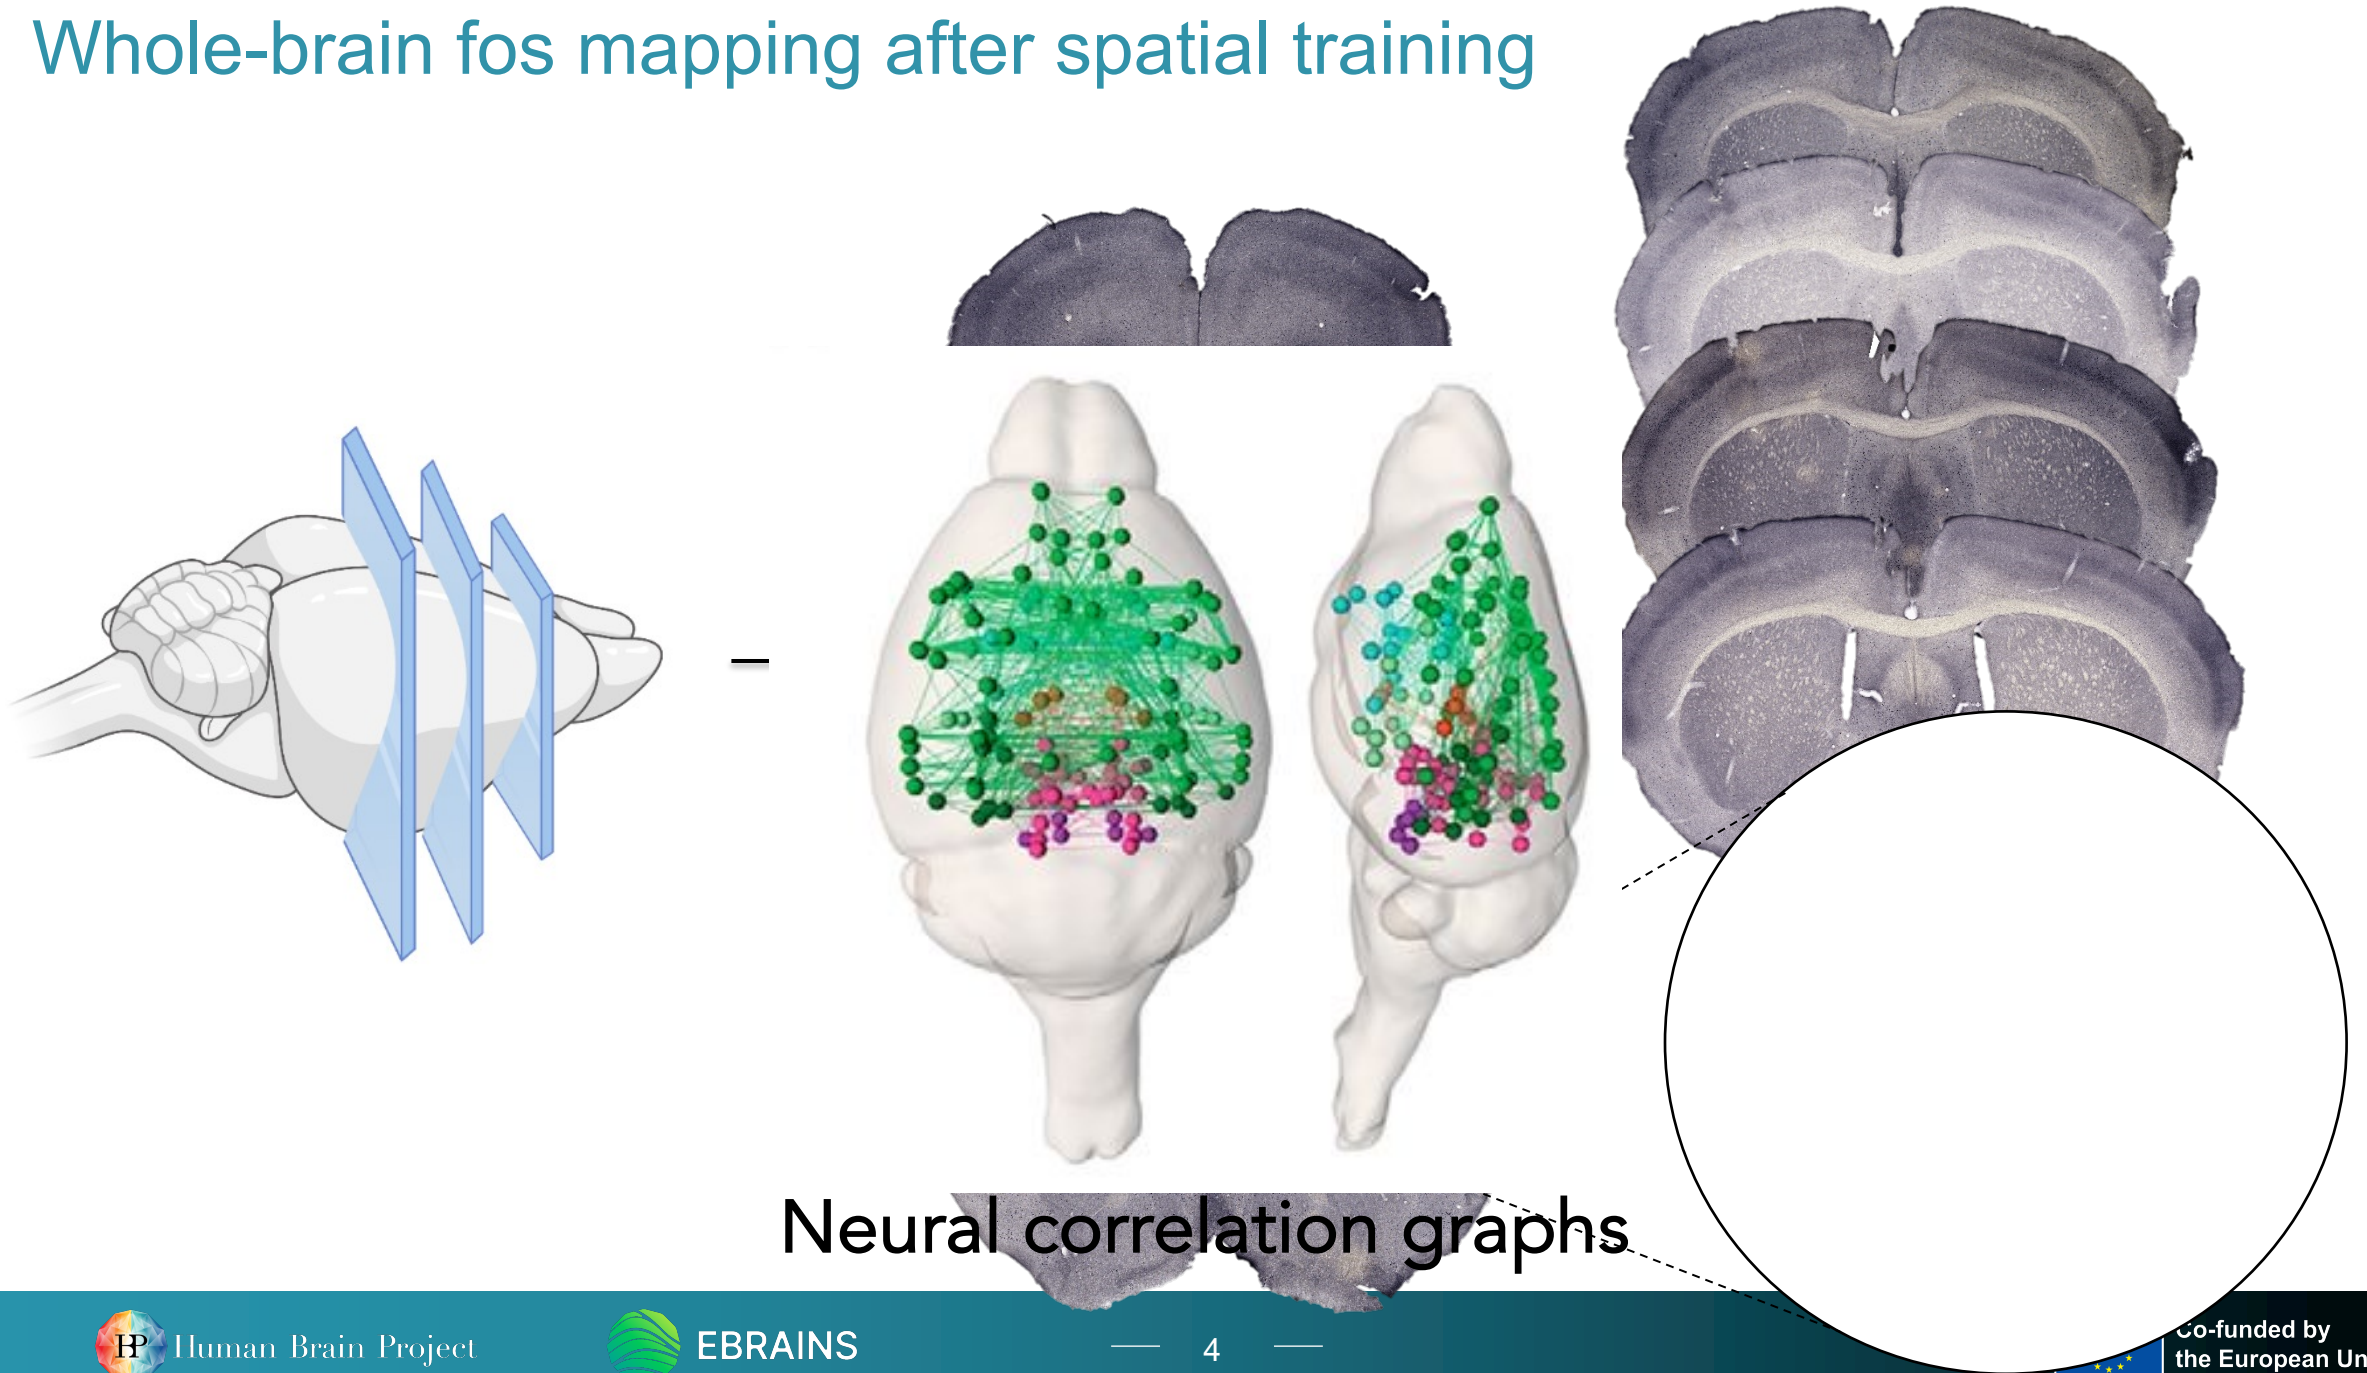 Whole-brain fos mapping after spatial training
Neural correlation graphs
HP Human Brain Project
EBRAINS
4
Co-funded by
the European Un